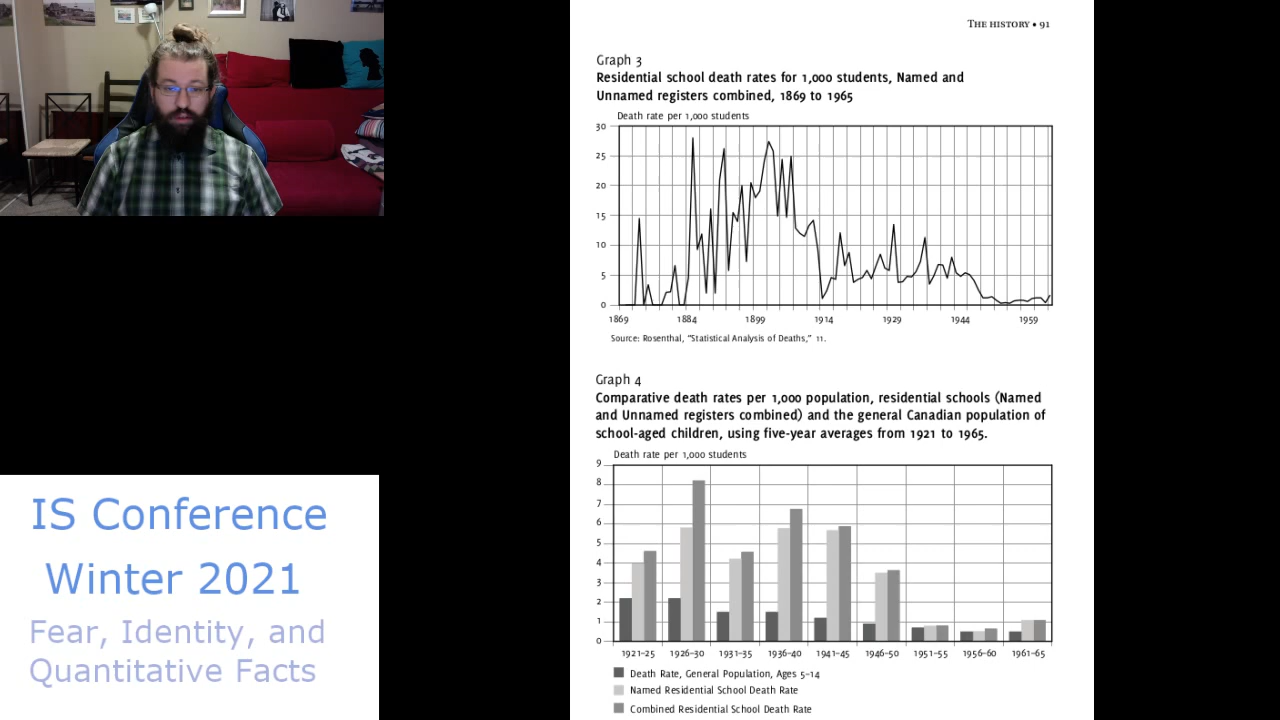 THE HISTORY • 91
Graph 3
Residential school death rates for 1,000 students, Named and
Unnamed registers combined, 1869 to 1965
Death rate per 1,000 students
30
25
20
15
10
5
0
1869 1884 1899 1914 1929 1944 1959
Source: Rosenthal, “Statistical Analysis of Deaths,” 11.
Graph 4
Comparative death rates per 1,000 population, residential schools (Named
and Unnamed registers combined) and the general Canadian population of
school-aged children, using five-year averages from 1921 to 1965.
Death rate per 1,000 students
9
8
7
6
5
4
3
2
1
0
1921–25 1926–30 1931–35 1936–40 1941–45 1946–50 1951–55 1956–60 1961–65
Death Rate, General Population, Ages 5–14
Named Residential School Death Rate
Combined Residential School Death Rate
IS Conference
Winter 2021
Fear, Identity, and
Quantitative Facts